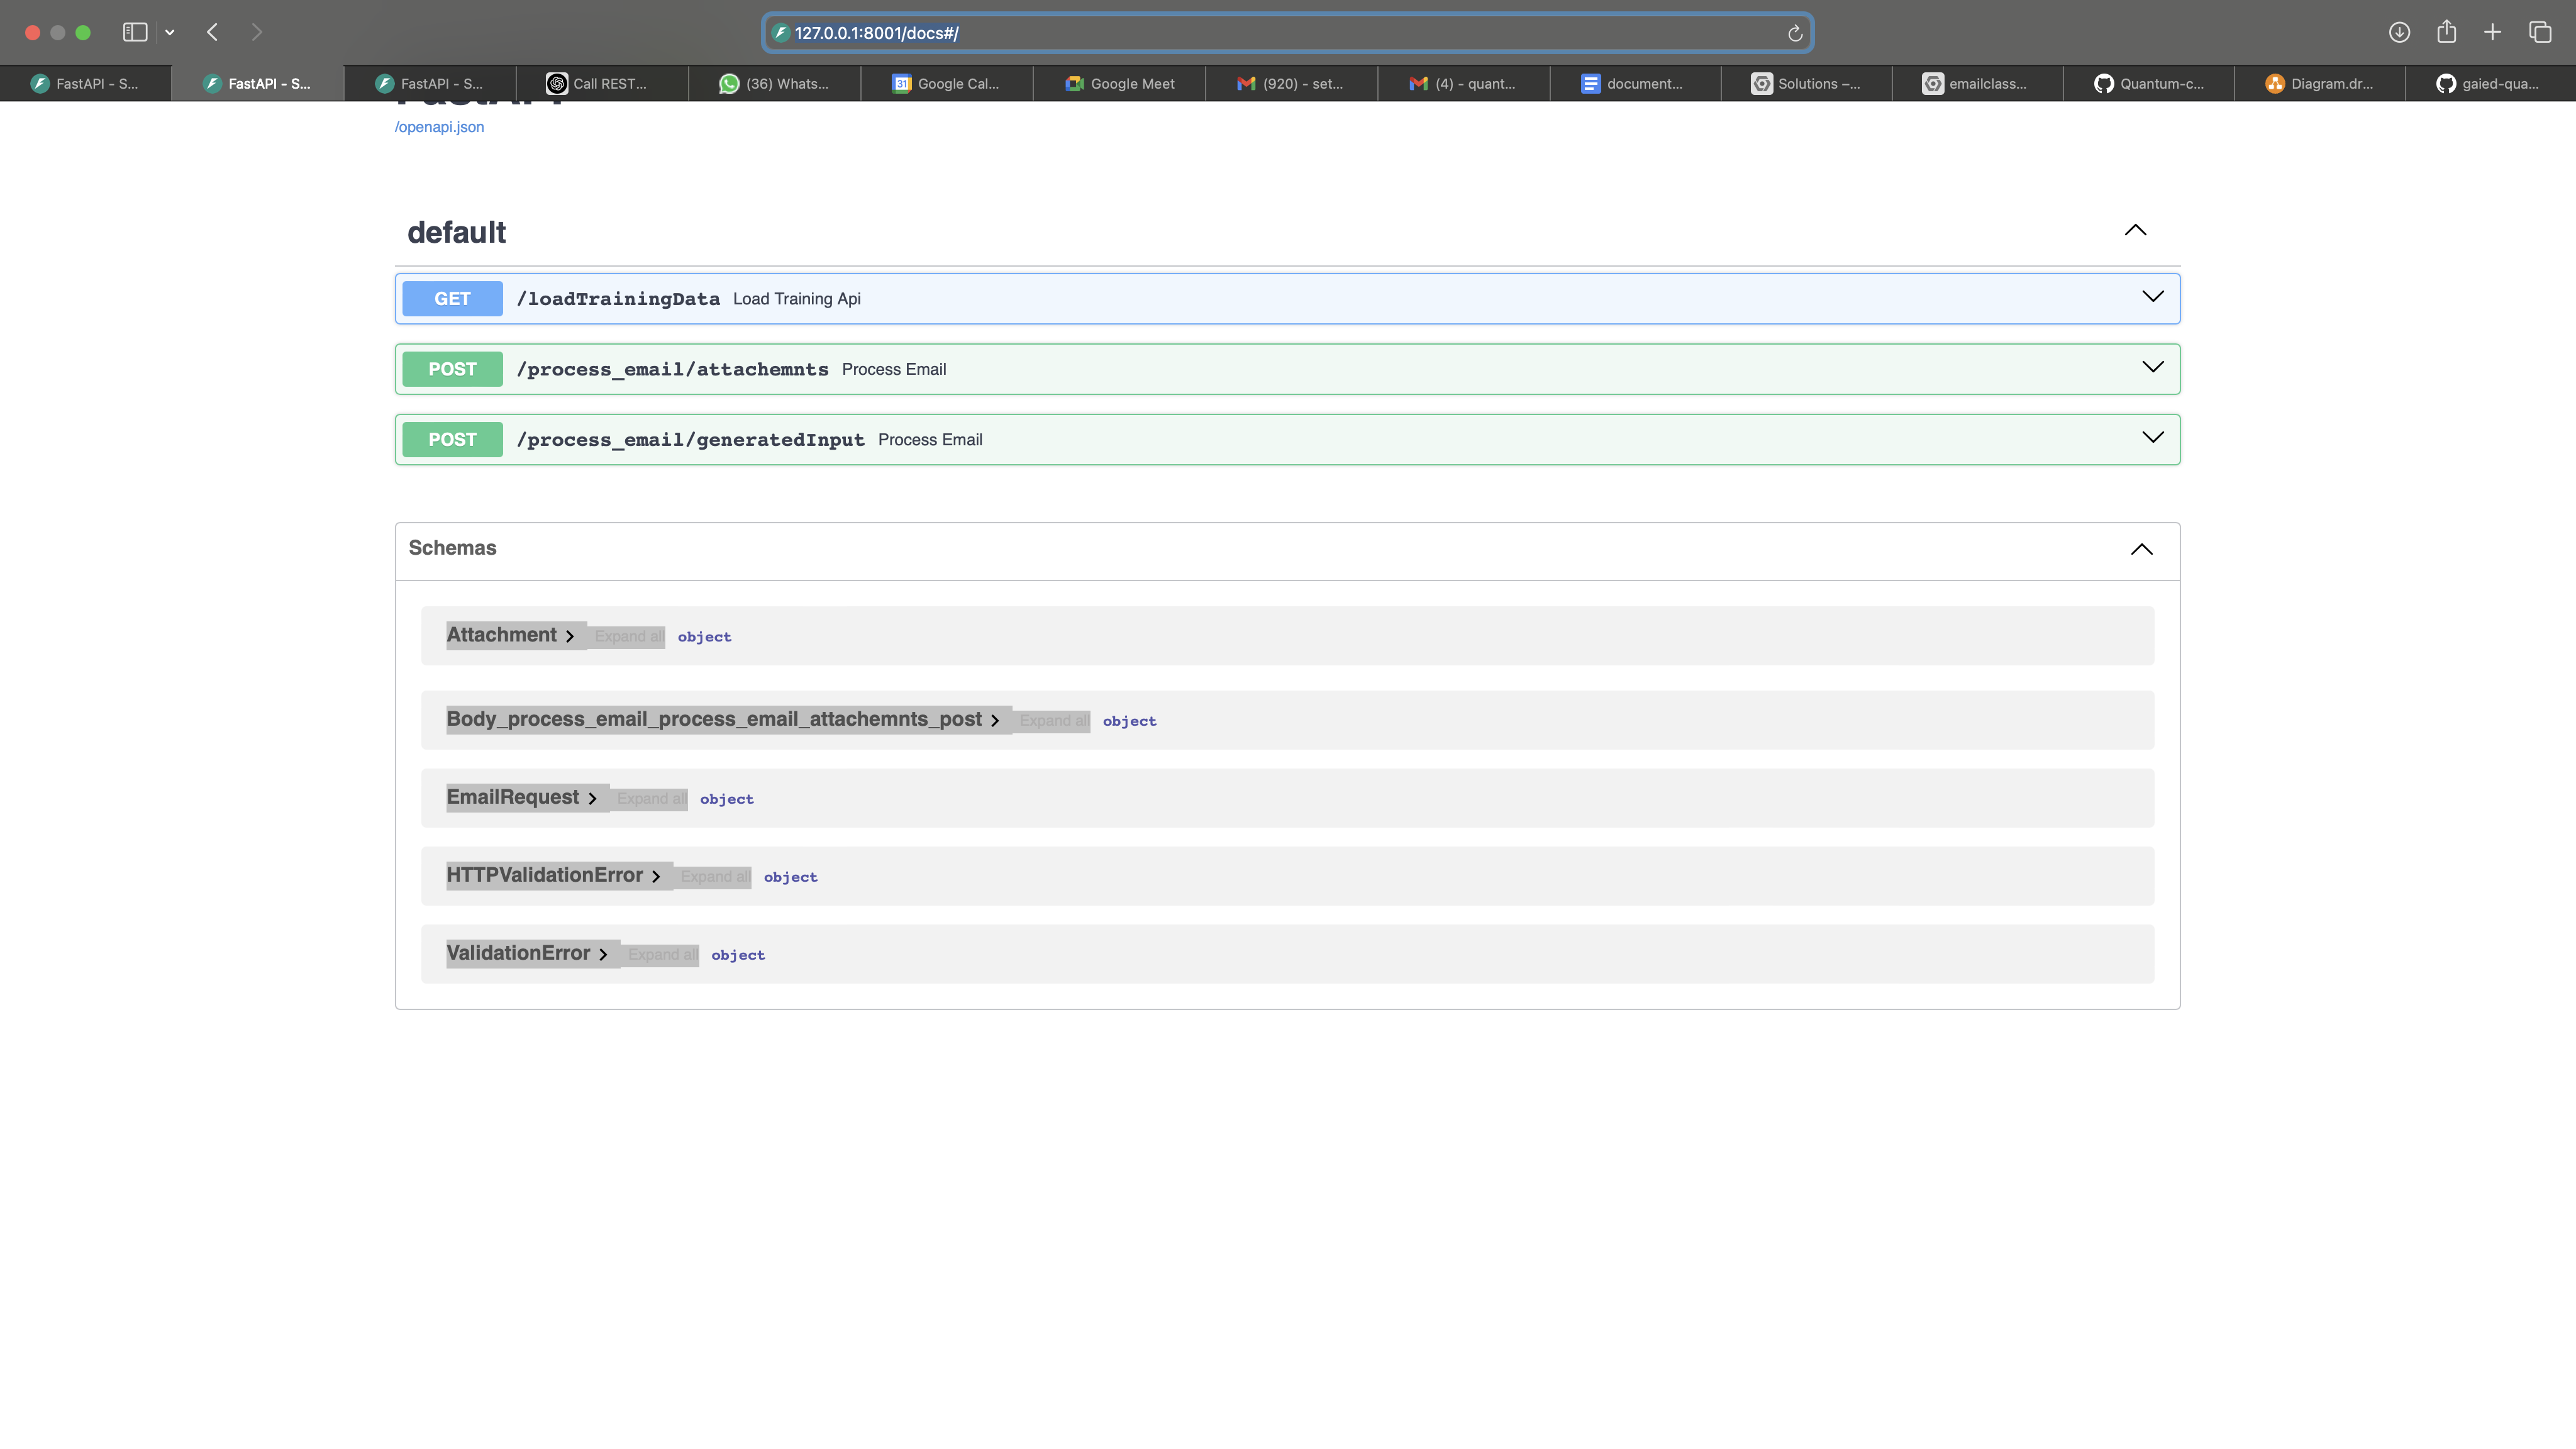 127.0.0.1:8001/docs#/
FastAPI - S...
FastAPI - S...
FastAPI - S...
Call REST...
(36) Whats...
31
Google Cal...
Google Meet
(920) - set...
(4) - quant...
document...
Solutions –...
emailclass...
Quantum-c...
Diagram.dr...
gaied-qua...
FastAPI
/openapi.json
default
GET /loadTrainingData Load Training Api
POST /process_email/attachemnts Process Email
POST /process_email/generatedInput Process Email
Schemas
Attachment Expand all object
Body_process_email_process_email_attachemnts_post Expand all object
EmailRequest Expand all object
HTTPValidationError Expand all object
ValidationError Expand all object